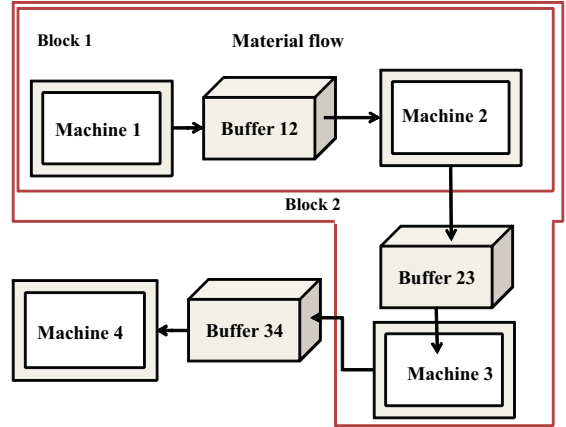 Block 1
Material flow
Machine 1
Buffer 12
Machine 2
Block 2
Buffer 23
Machine 4
Buffer 34
Machine 3